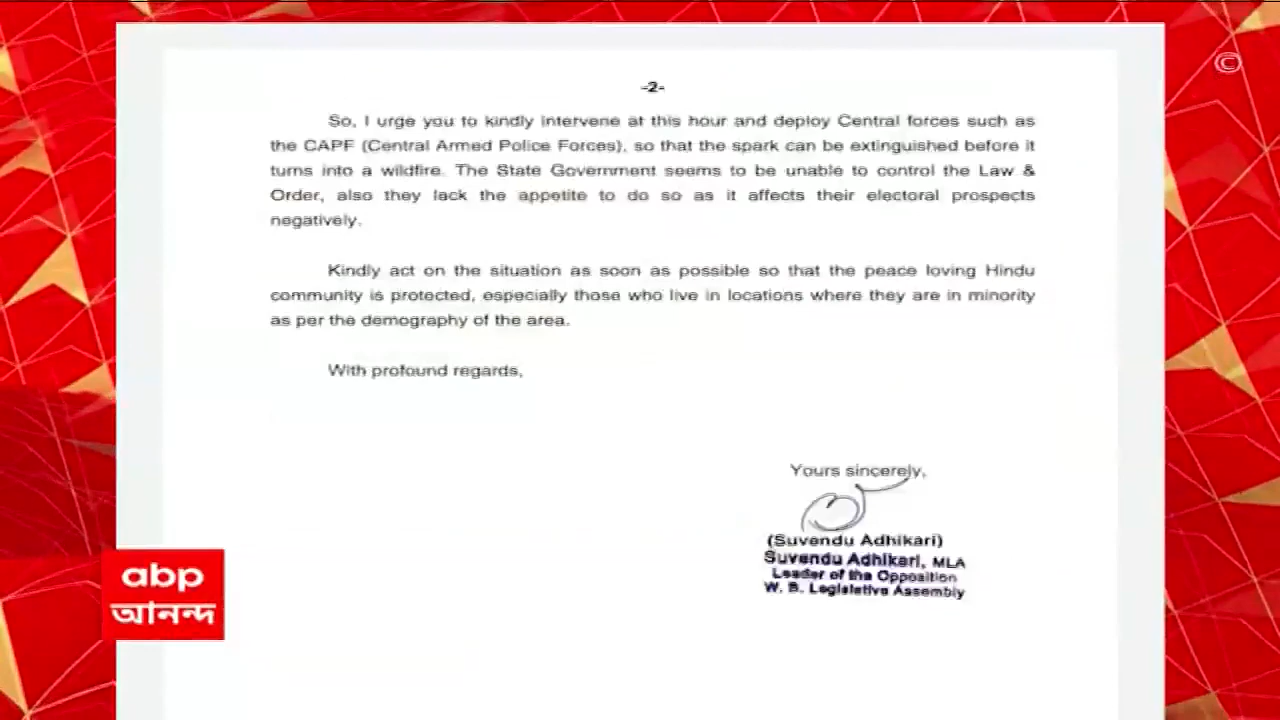 ©
-2-
So, I urge you to kindly intervene at this hour and deploy Central forces such as
the CAPF (Central Armed Police Forces), so that the spark can be extinguished before it
turns into a wildfire. The State Government seems to be unable to control the Law &
Order, also they lack the appetite to do so as it affects their electoral prospects
negatively.
Kindly act on the situation as soon as possible so that the peace loving Hindu
community is protected, especially those who live in locations where they are in minority
as per the demography of the area.
With profound regards,
Yours sincerely,
(Suvendu Adhikari)
Suvendu Adhikari, MLA
Leader of the Opposition
W. B. Legislative Assembly
abp
আনন্দ